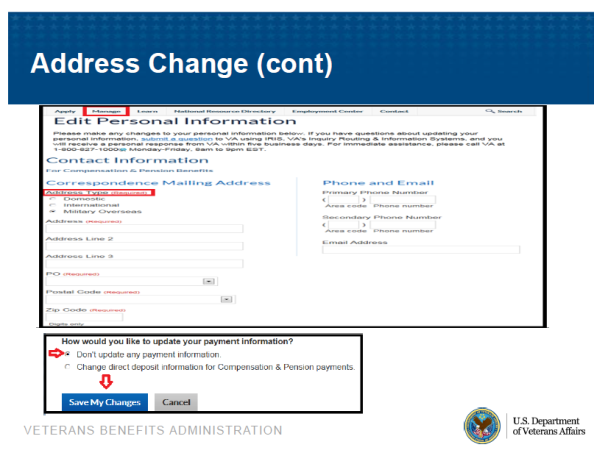 Address Change (cont)
Apply Manage Learn National Resource Directory Employment Center Contact Search
Edit Personal Information
Please make any changes to your personal information below. If you have questions about updating your
personal information, submit a question to VA using IRIS, VA's Inquiry Routing & Information Systems, and you
will receive a personal response from VA within five business days. For immediate assistance, please call VA at
1-800-827-1000 Monday-Friday, 8am to 9pm EST.
Contact Information
For Compensation & Pension Benefits
Correspondence Mailing Address
Address Type (Required)
Domestic
International
Military Overseas
Address (Required)
Address Line 2
Address Line 3
PO (Required)
Postal Code (Required)
Zip Code (Required)
Digits only
Phone and Email
Primary Phone Number
( )
Area code Phone number
Secondary Phone Number
( )
Area code Phone number
Email Address
How would you like to update your payment information?
Don't update any payment information.
Change direct deposit information for Compensation & Pension payments.
Save My Changes Cancel
VETERANS BENEFITS ADMINISTRATION
U.S. Department
of Veterans Affairs